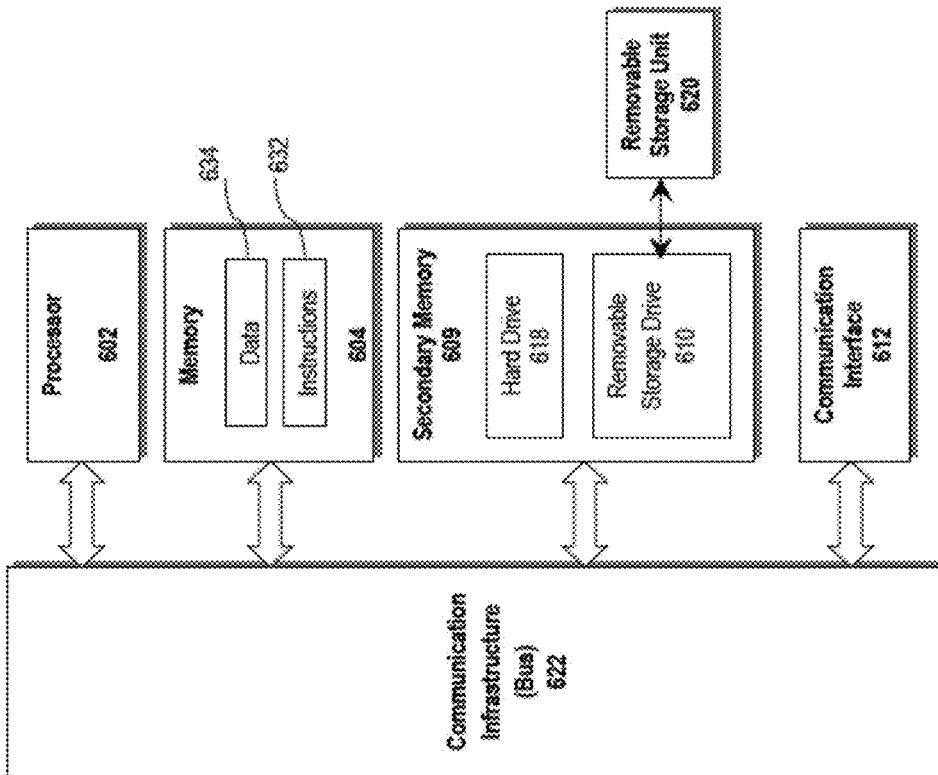 Processor
602
Memory
Data
Instructions
604
634
632
Secondary Memory
609
Hard Drive
618
Removable
Storage Drive
610
Removable
Storage Unit
620
Communication
Interface
612
Communication
Infrastructure
(Bus)
622